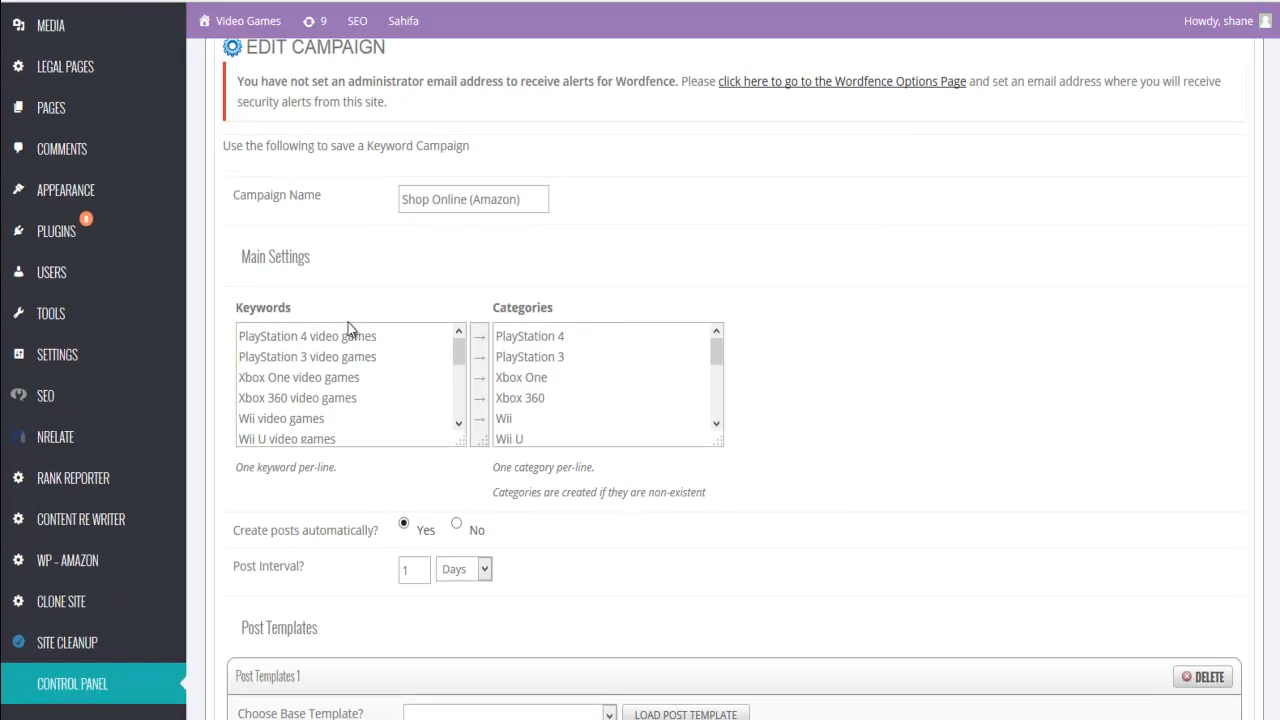 MEDIA
LEGAL PAGES
PAGES
COMMENTS
APPEARANCE
PLUGINS
USERS
TOOLS
SETTINGS
SEO
NRELATE
RANK REPORTER
CONTENT RE WRITER
WP - AMAZON
CLONE SITE
SITE CLEANUP
CONTROL PANEL
Video Games 9 SEO Sahifa Howdy, shane
EDIT CAMPAIGN
You have not set an administrator email address to receive alerts for Wordfence. Please click here to go to the Wordfence Options Page and set an email address where you will receive
security alerts from this site.
Use the following to save a Keyword Campaign
Campaign Name Shop Online (Amazon)
Main Settings
Keywords Categories
PlayStation 4 video games → PlayStation 4
PlayStation 3 video games → PlayStation 3
Xbox One video games → Xbox One
Xbox 360 video games → Xbox 360
Wii video games → Wii
Wii U video games Wii U
One keyword per-line. One category per-line.
Categories are created if they are non-existent
Create posts automatically? Yes No
Post Interval? 1 Days
Post Templates
Post Templates 1 DELETE
Choose Base Template? LOAD POST TEMPLATE